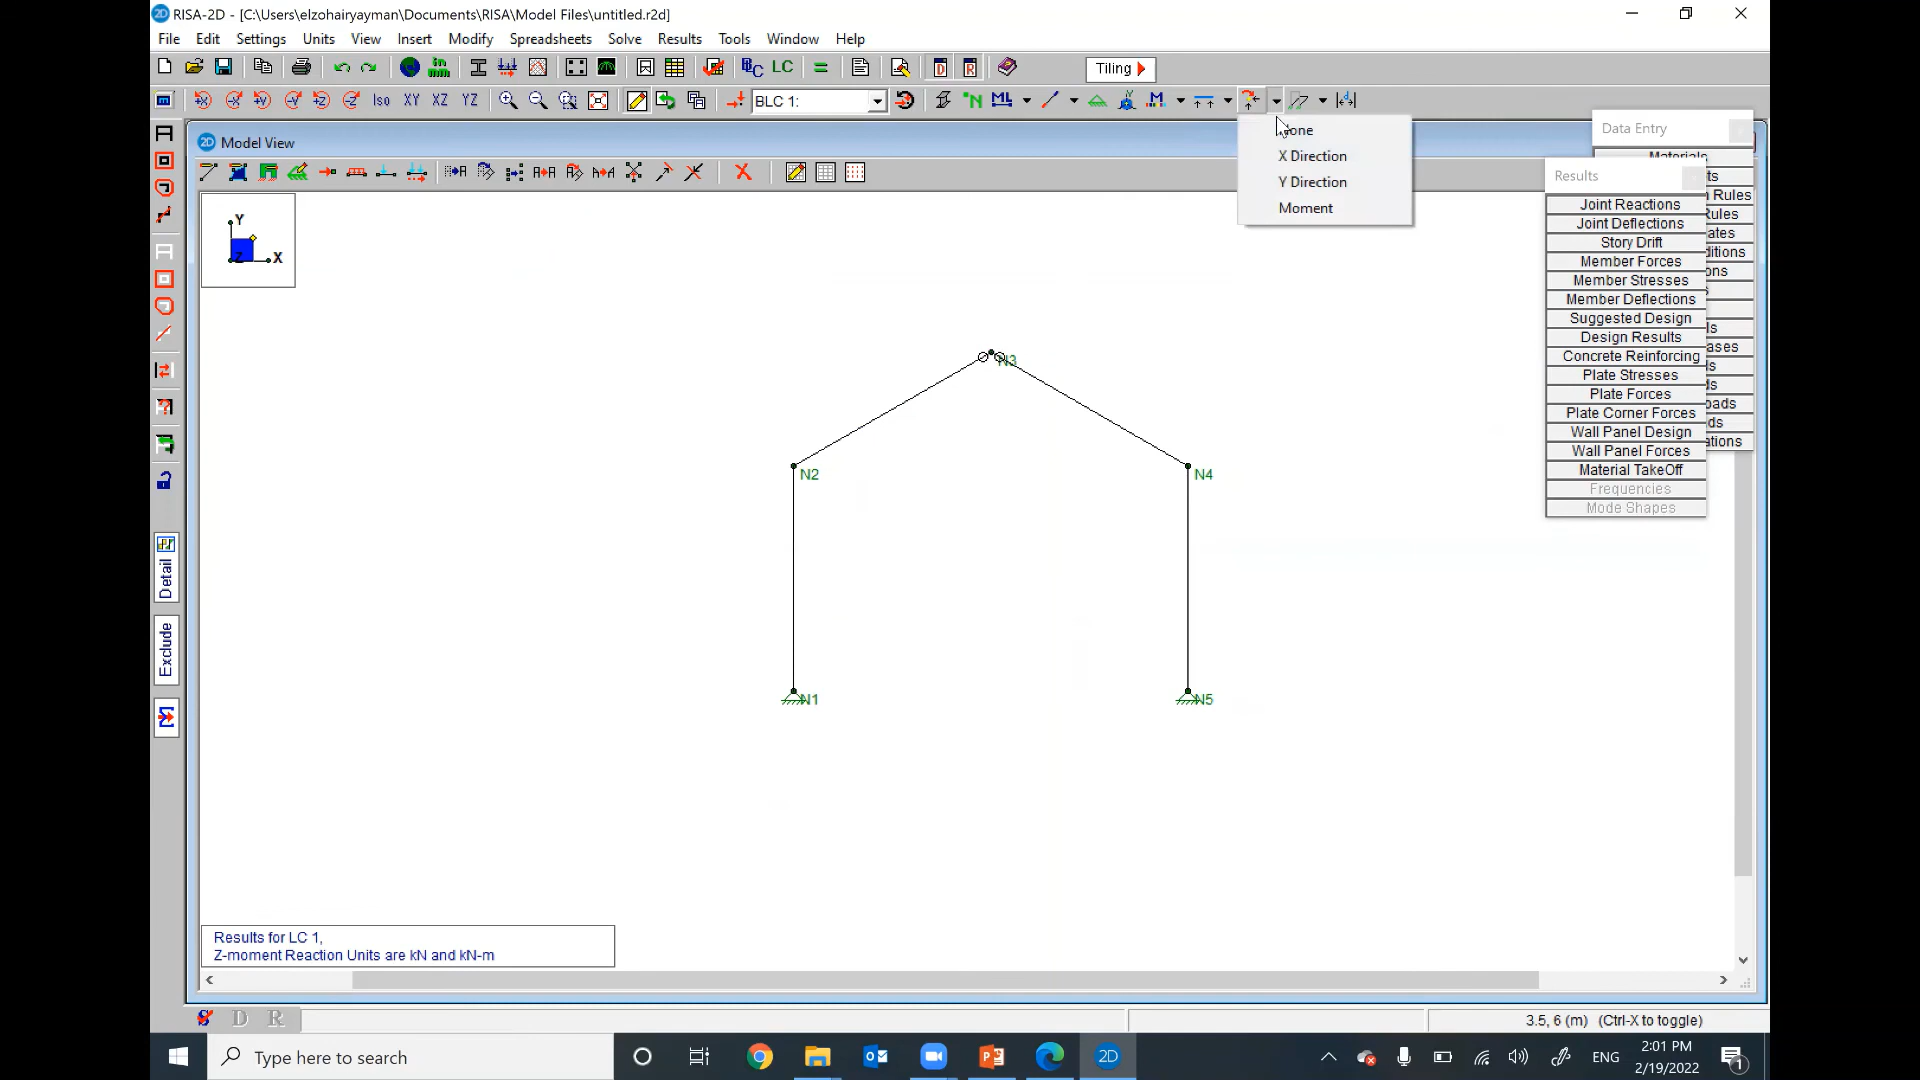 RISA-2D - [C:\Users\elzohairyayman\Documents\RISA\Model Files\untitled.r2d]
File Edit Settings Units View Insert Modify Spreadsheets Solve Results Tools Window Help
Tiling
Iso XY XZ YZ
BLC 1:
Model View
None
X Direction
Y Direction
Moment
Data Entry
Results
Joint Reactions
Joint Deflections
Story Drift
Member Forces
Member Stresses
Member Deflections
Suggested Design
Design Results
Concrete Reinforcing
Plate Stresses
Plate Forces
Plate Corner Forces
Wall Panel Design
Wall Panel Forces
Material TakeOff
Frequencies
Mode Shapes
Y
Z
X
N3
N2
N4
N1
N5
Detail
Exclude
Results for LC 1,
Z-moment Reaction Units are kN and kN-m
D R
3.5, 6 (m) (Ctrl-X to toggle)
Type here to search
2D
ENG
2:01 PM
2/19/2022
1